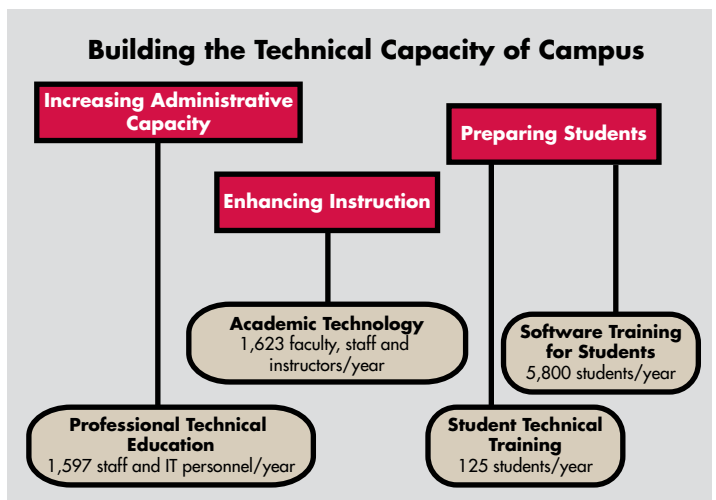 Building the Technical Capacity of Campus
Increasing Administrative
Capacity
Preparing Students
Enhancing Instruction
Academic Technology
1,623 faculty, staff and
instructors/year
Software Training
for Students
5,800 students/year
Professional Technical
Education
1,597 staff and IT personnel/year
Student Technical
Training
125 students/year